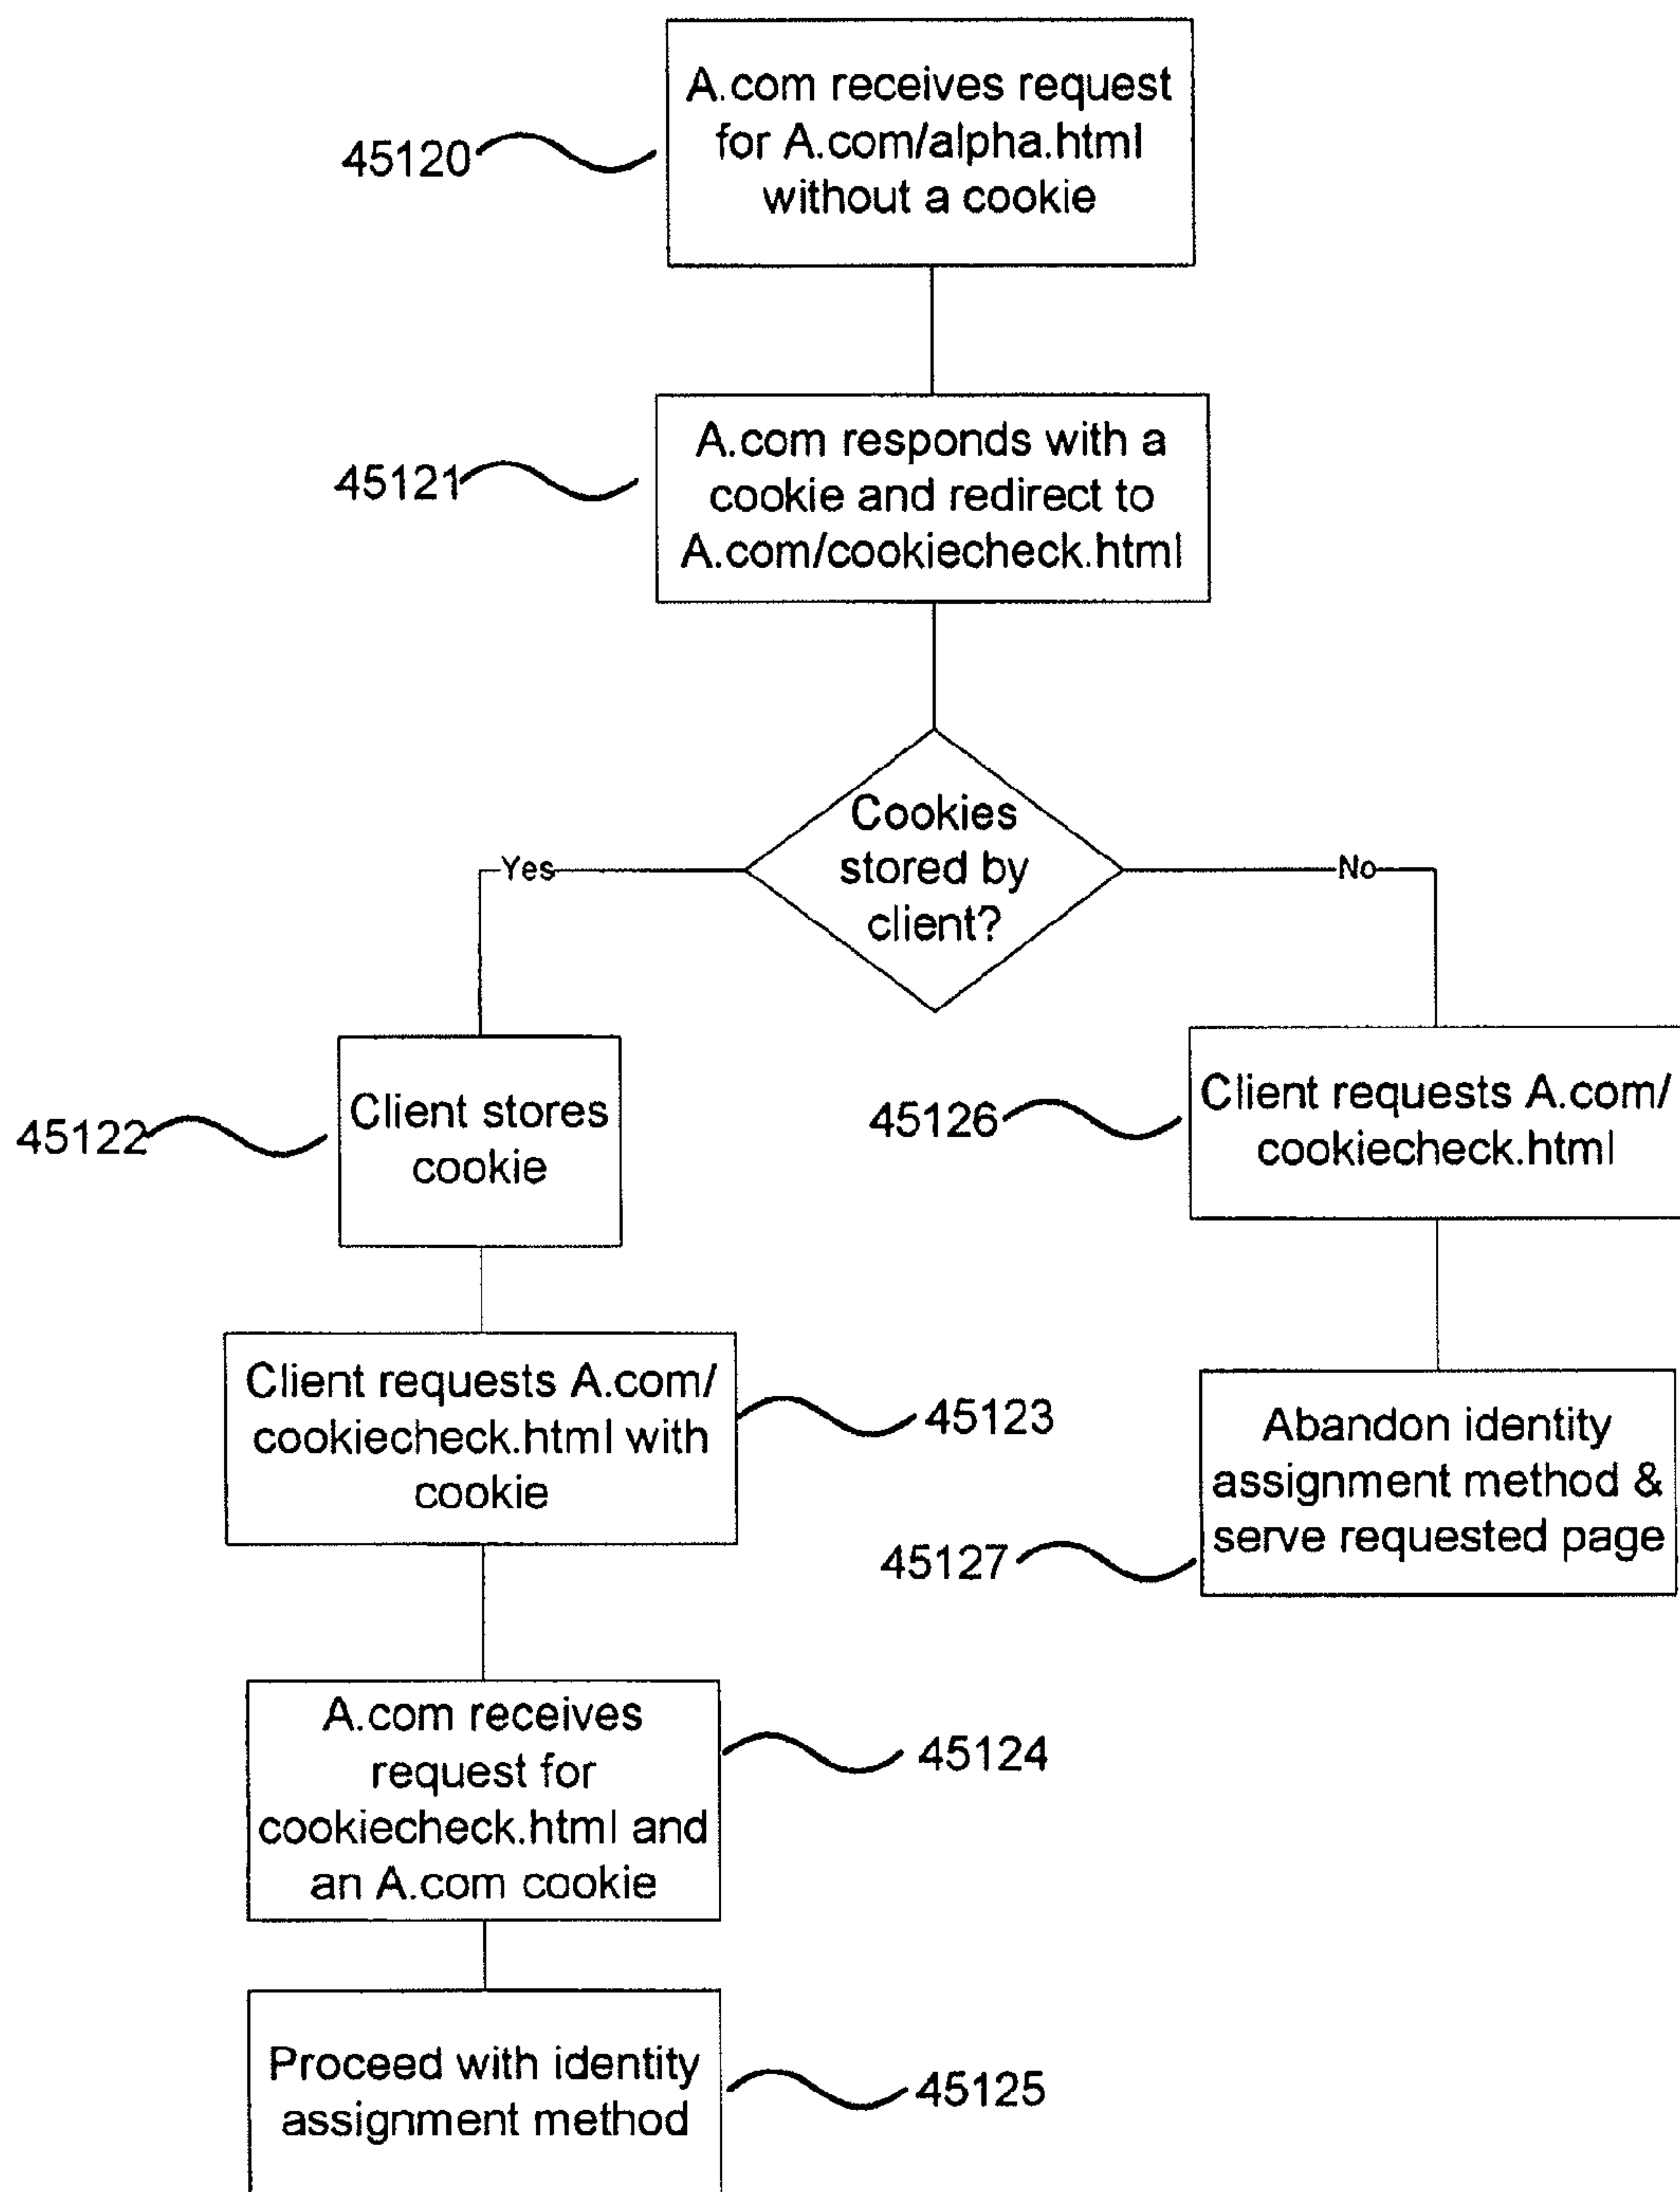 A.com receives request
for A.com/alpha.html
without a cookie
45120
A.com responds with a
cookie and redirect to
A.com/cookiecheck.html
45121
Cookies
stored by
client?
Yes
No
Client stores
cookie
45122
Client requests A.com/
cookiecheck.html
45126
Client requests A.com/
cookiecheck.html with
cookie
45123
Abandon identity
assignment method &
serve requested page
45127
A.com receives
request for
cookiecheck.html and
an A.com cookie
45124
Proceed with identity
assignment method
45125